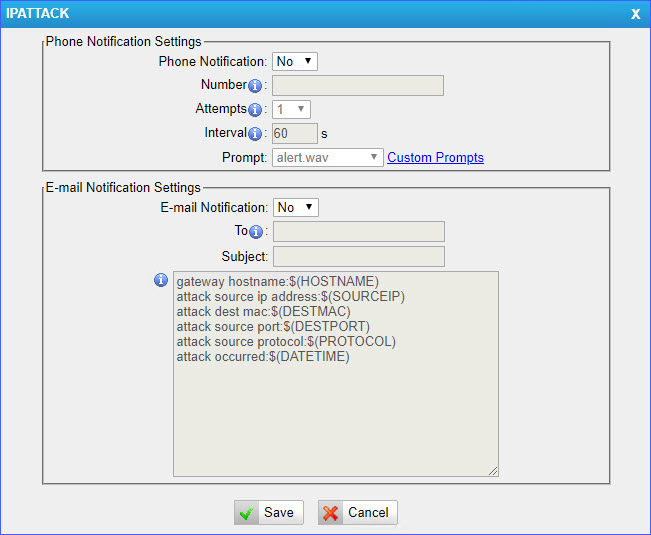 IPATTACK X
Phone Notification Settings
Phone Notification: No
Number i :
Attempts i : 1
Interval i : 60 s
Prompt: alert.wav Custom Prompts
E-mail Notification Settings
E-mail Notification: No
To i :
Subject:
i gateway hostname:$(HOSTNAME)
attack source ip address:$(SOURCEIP)
attack dest mac:$(DESTMAC)
attack source port:$(DESTPORT)
attack source protocol:$(PROTOCOL)
attack occurred:$(DATETIME)
Save Cancel